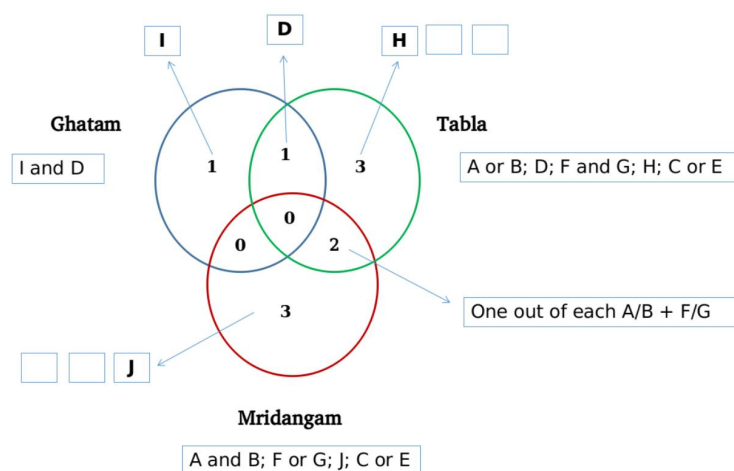 I
D
H
Ghatam
Tabla
I and D
1
1
3
A or B; D; F and G; H; C or E
0
0
2
3
One out of each A/B + F/G
J
Mridangam
A and B; F or G; J; C or E